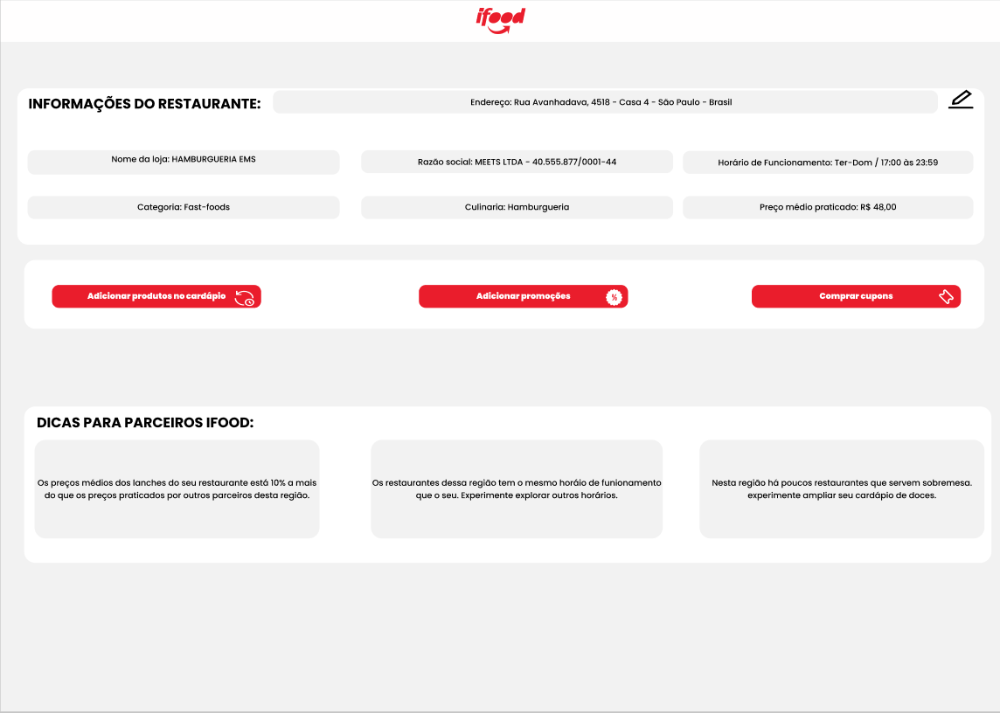 ifood
INFORMAÇÕES DO RESTAURANTE:
Endereço: Rua Avanhadava, 4518 - Casa 4 - São Paulo - Brasil
Nome da loja: HAMBURGUERIA EMS
Razão social: MEETS LTDA - 40.555.877/0001-44
Horário de Funcionamento: Ter-Dom / 17:00 às 23:59
Categoria: Fast-foods
Culinaria: Hamburgueria
Preço médio praticado: R$ 48,00
Adicionar produtos no cardápio
Adicionar promoções
%
Comprar cupons
DICAS PARA PARCEIROS IFOOD:
Os preços médios dos lanches do seu restaurante está 10% a mais
do que os preços praticados por outros parceiros desta região.
Os restaurantes dessa região tem o mesmo horáio de funionamento
que o seu. Experimente explorar outros horários.
Nesta região há poucos restaurantes que servem sobremesa.
experimente ampliar seu cardápio de doces.